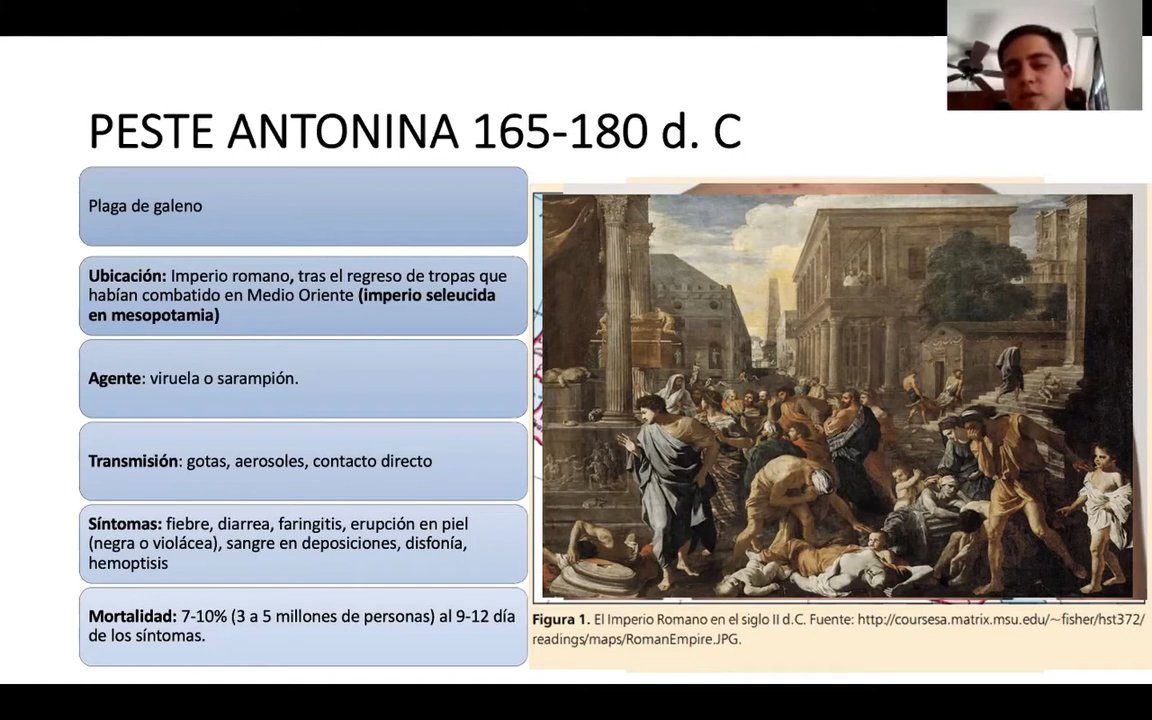 PESTE ANTONINA 165-180 d. C
Plaga de galeno
Ubicación: Imperio romano, tras el regreso de tropas que
habían combatido en Medio Oriente (imperio seleucida
en mesopotamia)
Agente: viruela o sarampión.
Transmisión: gotas, aerosoles, contacto directo
Síntomas: fiebre, diarrea, faringitis, erupción en piel
(negra o violácea), sangre en deposiciones, disfonía,
hemoptisis
Mortalidad: 7-10% (3 a 5 millones de personas) al 9-12 día
de los síntomas.
Figura 1. El Imperio Romano en el siglo II d.C. Fuente: http://coursesa.matrix.msu.edu/~fisher/hst372/
readings/maps/RomanEmpire.JPG.